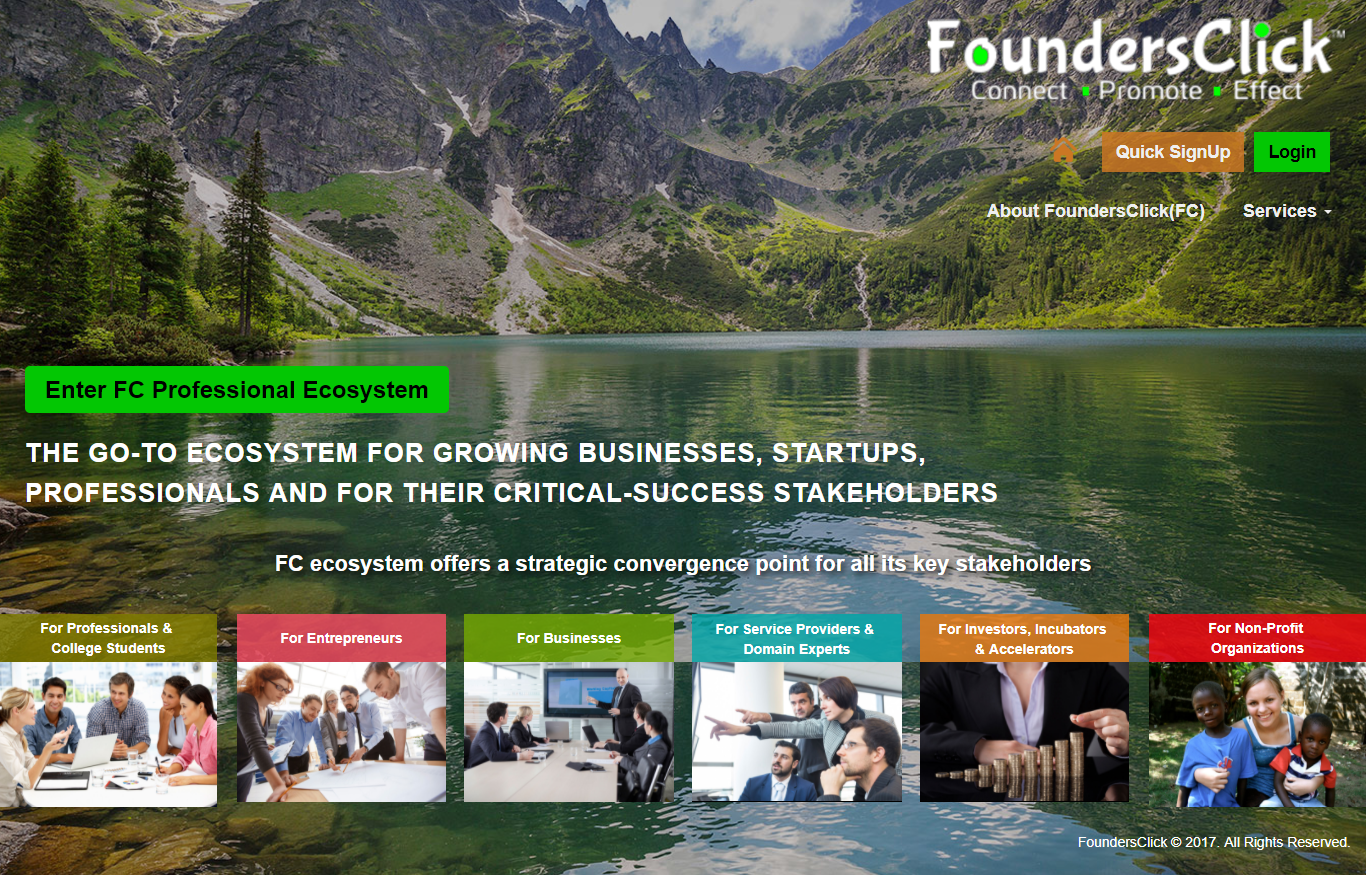 FoundersClick™
Connect ▪ Promote ▪ Effect
Quick SignUp
Login
About FoundersClick(FC)
Services
Enter FC Professional Ecosystem
THE GO-TO ECOSYSTEM FOR GROWING BUSINESSES, STARTUPS,
PROFESSIONALS AND FOR THEIR CRITICAL-SUCCESS STAKEHOLDERS
FC ecosystem offers a strategic convergence point for all its key stakeholders
For Professionals &
College Students
For Entrepreneurs
For Businesses
For Service Providers &
Domain Experts
For Investors, Incubators
& Accelerators
For Non-Profit
Organizations
FoundersClick © 2017. All Rights Reserved.